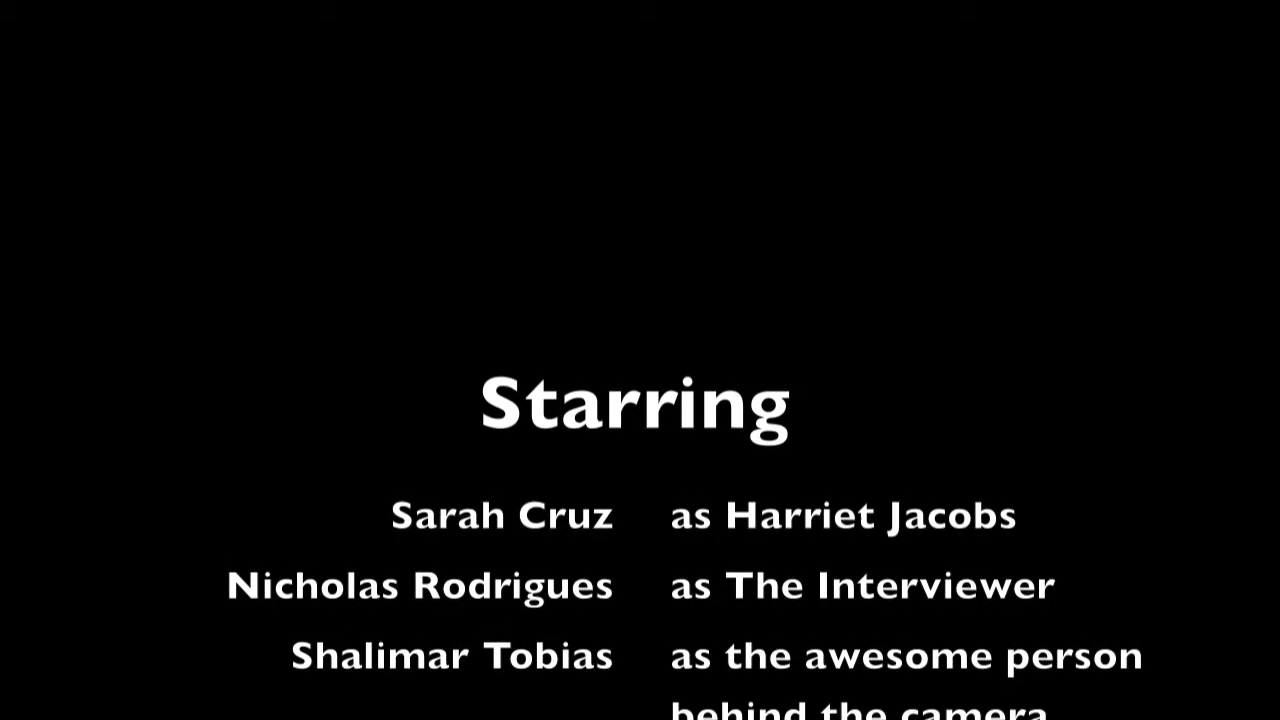 Starring
Sarah Cruz as Harriet Jacobs
Nicholas Rodrigues as The Interviewer
Shalimar Tobias as the awesome person
behind the camera